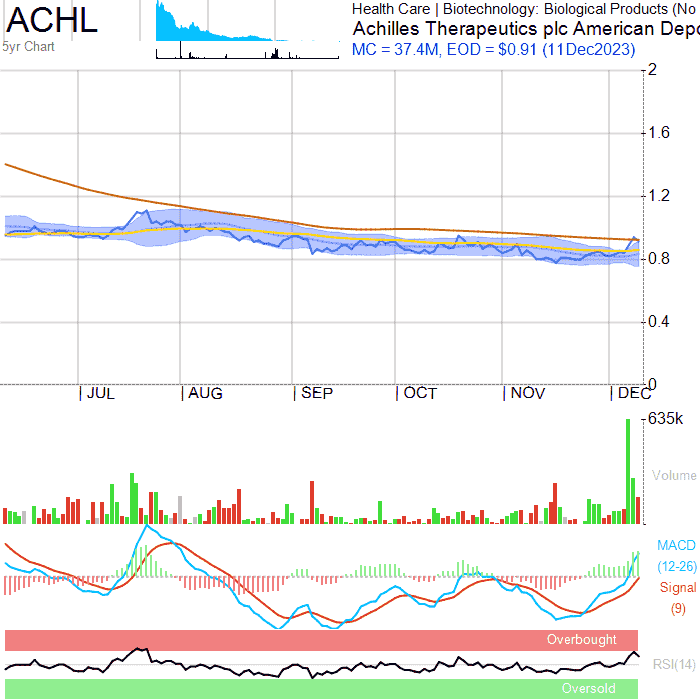 ACHL
5yr Chart
Health Care | Biotechnology: Biological Products (No
Achilles Therapeutics plc American Depo
MC = 37.4M, EOD = $0.91 (11Dec2023)
2
1.6
1.2
0.8
0.4
0
| JUL | AUG | SEP | OCT | NOV | DEC
635k
Volume
MACD
(12-26)
Signal
(9)
Overbought
RSI(14)
Oversold